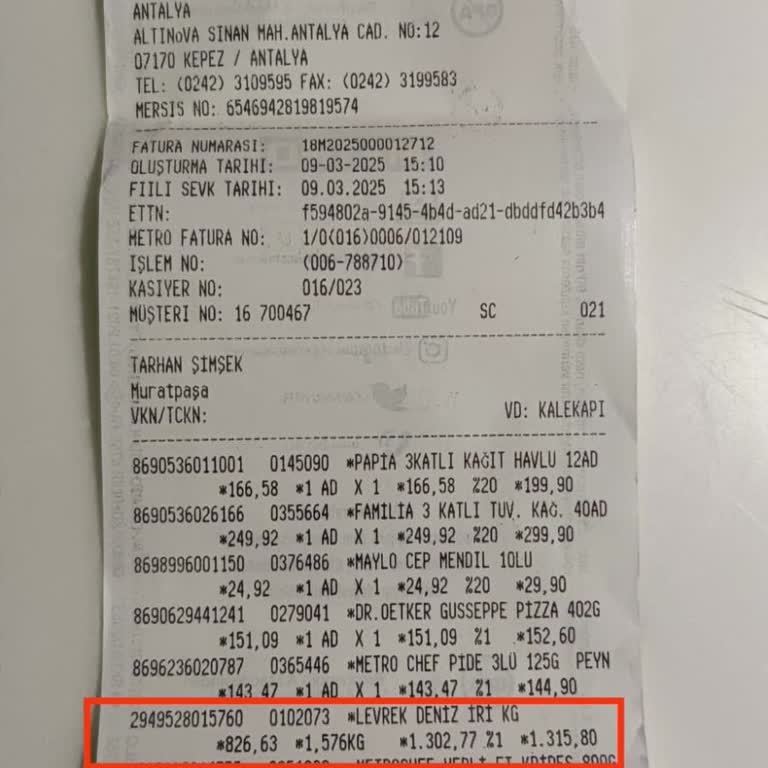 ANTALYA
ALTINoVA SINAN MAH.ANTALYA CAD. NO:12
07170 KEPEZ / ANTALYA
TEL: (0242) 3109595 FAX: (0242) 3199583
MERSIS NO: 6546942819819574
FATURA NUMARASI: 18M2025000012712
OLUŞTURMA TARIHI: 09-03-2025 15:10
FIILI SEVK TARIHI: 09.03.2025 15:13
ETTN: f594802a-9145-4b4d-ad21-dbddfd42b3b4
METRO FATURA NO: 1/0(016)0006/012109
IŞLEM NO: (006-788710)
KASIYER NO: 016/023
MÜŞTERI NO: 16 700467 SC 021
TARHAN ŞİMŞEK
Muratpaşa
VKN/TCKN: VD: KALEKAPI
8690536011001 0145090 *PAPIA 3KATLI KAĞIT HAVLU 12AD
*166,58 *1 AD X 1 *166,58 %20 *199,90
8690536026166 0355664 *FAMILIA 3 KATLI TUV. KAĞ. 40AD
*249,92 *1 AD X 1 *249,92 %20 *299,90
8698996001150 0376486 *MAYLO CEP MENDIL 10LU
*24,92 *1 AD X 1 *24,92 %20 *29,90
8690629441241 0279041 *DR.OETKER GUSSEPPE PİZZA 402G
*151,09 *1 AD X 1 *151,09 %1 *152,60
8696236020787 0365446 *METRO CHEF PİDE 3LÜ 125G PEYN
*143,47 *1 AD X 1 *143,47 %1 *144,90
2949528015760 0102073 *LEVREK DENİZ İRİ KG
*826,63 *1,576KG *1.302,77 %1 *1.315,80